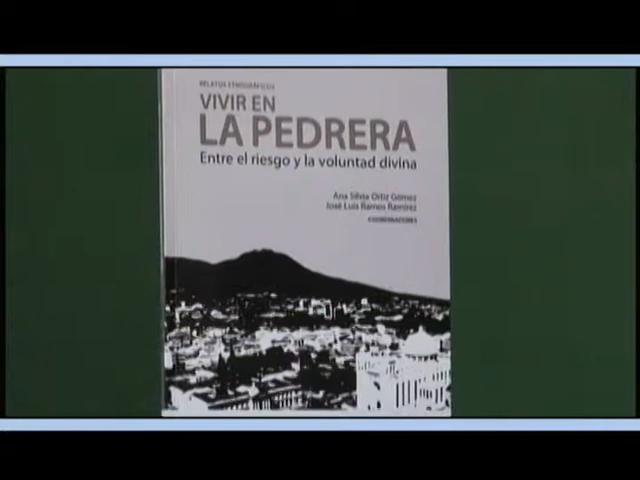 RELATOS ETNOGRÁFICOS
VIVIR EN
LA PEDRERA
Entre el riesgo y la voluntad divina
Ana Silvia Ortiz Gómez
José Luis Ramos Ramírez
COORDINADORES